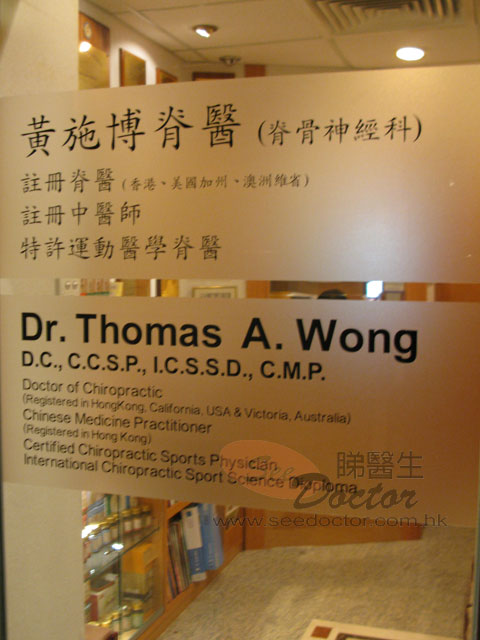 黃施博脊醫 (脊骨神經科)
註冊脊醫 (香港、美國加州、澳洲維省)
註冊中醫師
特許運動醫學脊醫
Dr. Thomas A. Wong
D.C., C.C.S.P., I.C.S.S.D., C.M.P.
Doctor of Chiropractic
(Registered in HongKong, California, USA & Victoria, Australia)
Chinese Medicine Practitioner
(Registered in Hong Kong)
Certified Chiropractic Sports Physician
International Chiropractic Sport Science Diploma
睇醫生
See Doctor
www.seedoctor.com.hk